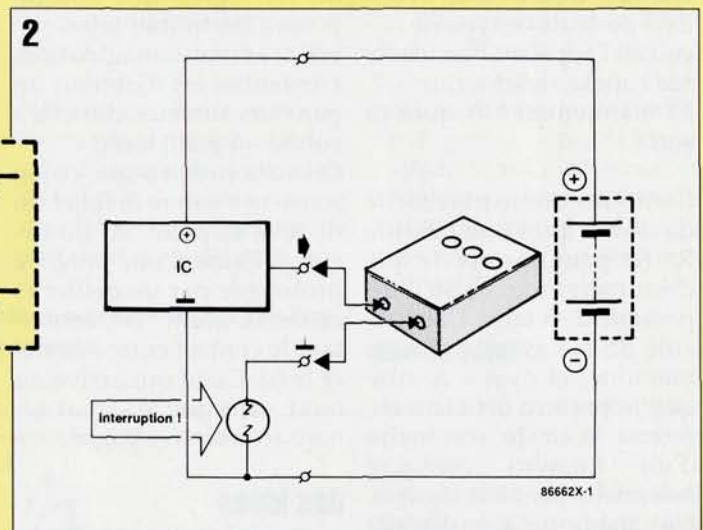 2
+
+
IC
-
Interruption !
86662X-1